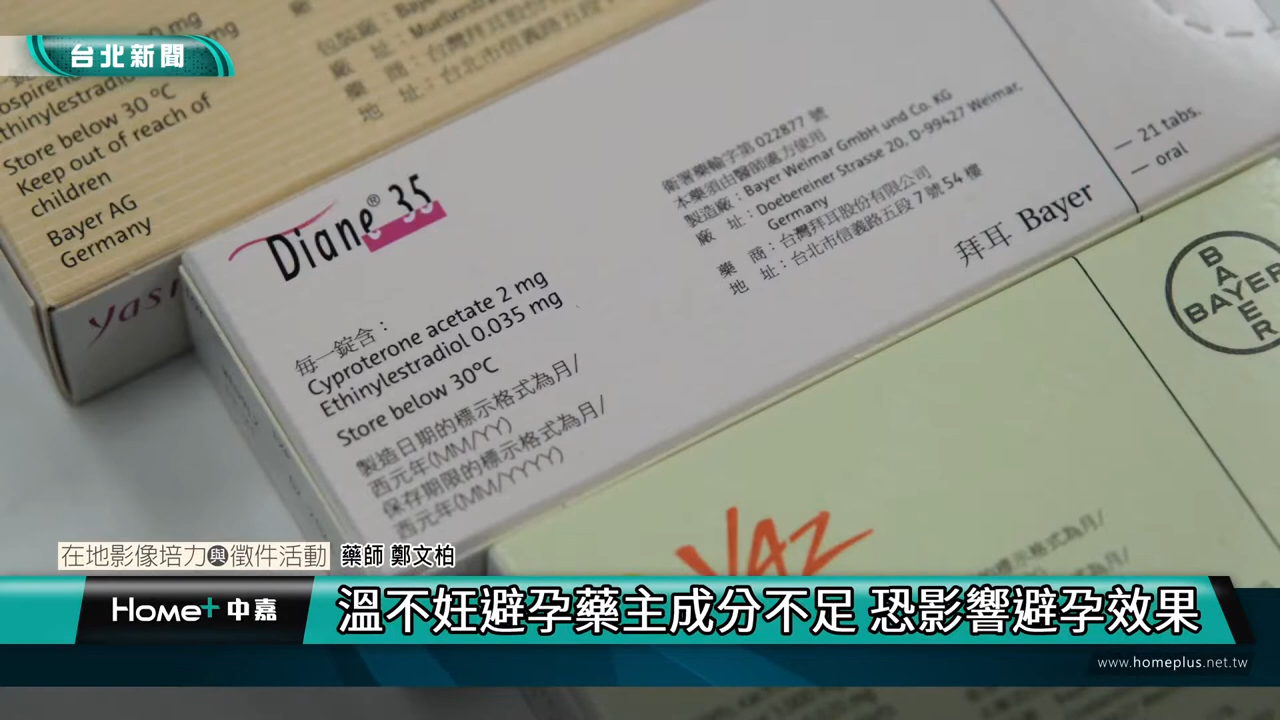 台北新聞
Store below 30 °C
Keep out of reach of
children
Bayer AG
Germany
Diane® 35
每一錠含：
Cyproterone acetate 2 mg
Ethinylestradiol 0.035 mg
Store below 30°C
製造日期的標示格式為月/
西元年(MM/YY)
保存期限的標示格式為月/
西元年(MM/YYYY)
衛署藥輸字第 022877 號
本藥須由醫師處方使用
製造廠：Bayer Weimar GmbH und Co. KG
廠 址：Doebereiner Strasse 20, D-99427 Weimar,
Germany
藥 商：台灣拜耳股份有限公司
地 址：台北市信義路五段 7 號 54 樓
拜耳 Bayer
— 21 tabs.
— oral
BAYER
BAYER
YAZ
在地影像培力與徵件活動
藥師 鄭文柏
Home+ 中嘉
溫不妊避孕藥主成分不足 恐影響避孕效果
www.homeplus.net.tw